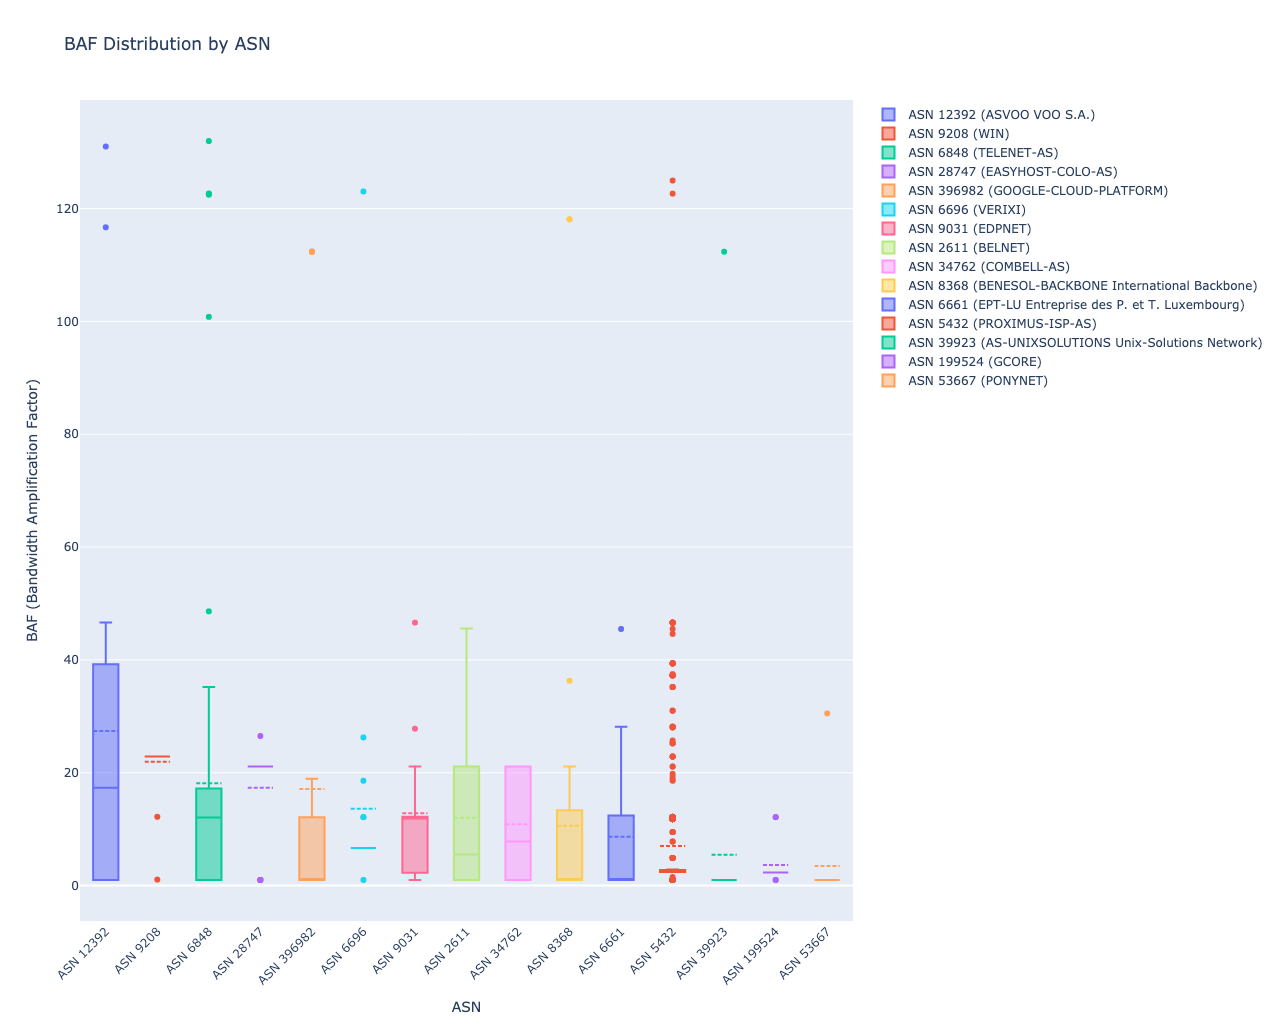 BAF Distribution by ASN
BAF (Bandwidth Amplification Factor)
120
100
80
60
40
20
0
ASN 12392
ASN 9208
ASN 6848
ASN 28747
ASN 396982
ASN 6696
ASN 9031
ASN 2611
ASN 34762
ASN 8368
ASN 6661
ASN 5432
ASN 39923
ASN 199524
ASN 53667
ASN
ASN 12392 (ASVOO VOO S.A.)
ASN 9208 (WIN)
ASN 6848 (TELENET-AS)
ASN 28747 (EASYHOST-COLO-AS)
ASN 396982 (GOOGLE-CLOUD-PLATFORM)
ASN 6696 (VERIXI)
ASN 9031 (EDPNET)
ASN 2611 (BELNET)
ASN 34762 (COMBELL-AS)
ASN 8368 (BENESOL-BACKBONE International Backbone)
ASN 6661 (EPT-LU Entreprise des P. et T. Luxembourg)
ASN 5432 (PROXIMUS-ISP-AS)
ASN 39923 (AS-UNIXSOLUTIONS Unix-Solutions Network)
ASN 199524 (GCORE)
ASN 53667 (PONYNET)